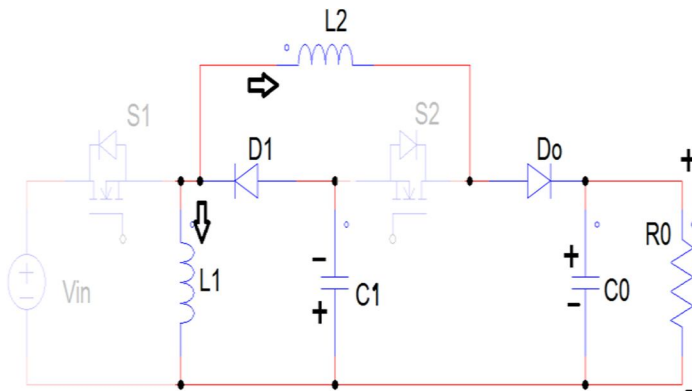 L2
S1
S2
D1
Do
+
+
-
-
+
+
-
R0
Vin
L1
C1
C0
+
-
-